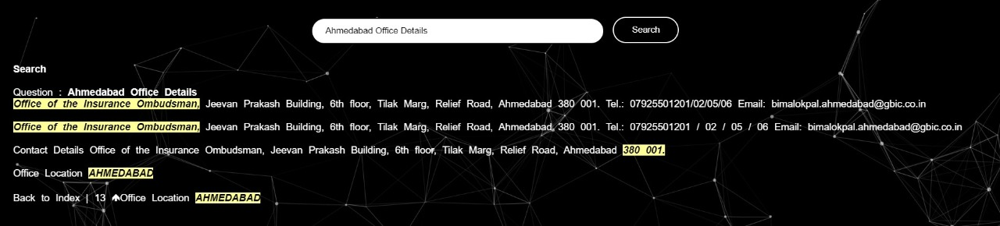 Ahmedabad Office Details
Search
Search
Question : Ahmedabad Office Details
Office of the Insurance Ombudsman, Jeevan Prakash Building, 6th floor, Tilak Marg, Relief Road, Ahmedabad 380 001. Tel.: 07925501201/02/05/06 Email: bimalokpal.ahmedabad@gbic.co.in
Office of the Insurance Ombudsman, Jeevan Prakash Building, 6th floor, Tilak Marg, Relief Road, Ahmedabad, 380 001. Tel.: 07925501201 / 02 / 05 / 06 Email: bimalokpal.ahmedabad@gbic.co.in
Contact Details Office of the Insurance Ombudsman, Jeevan Prakash Building, 6th floor, Tilak Marg, Relief Road, Ahmedabad 380 001.
Office Location AHMEDABAD
Back to Index | 13 🡅Office Location AHMEDABAD